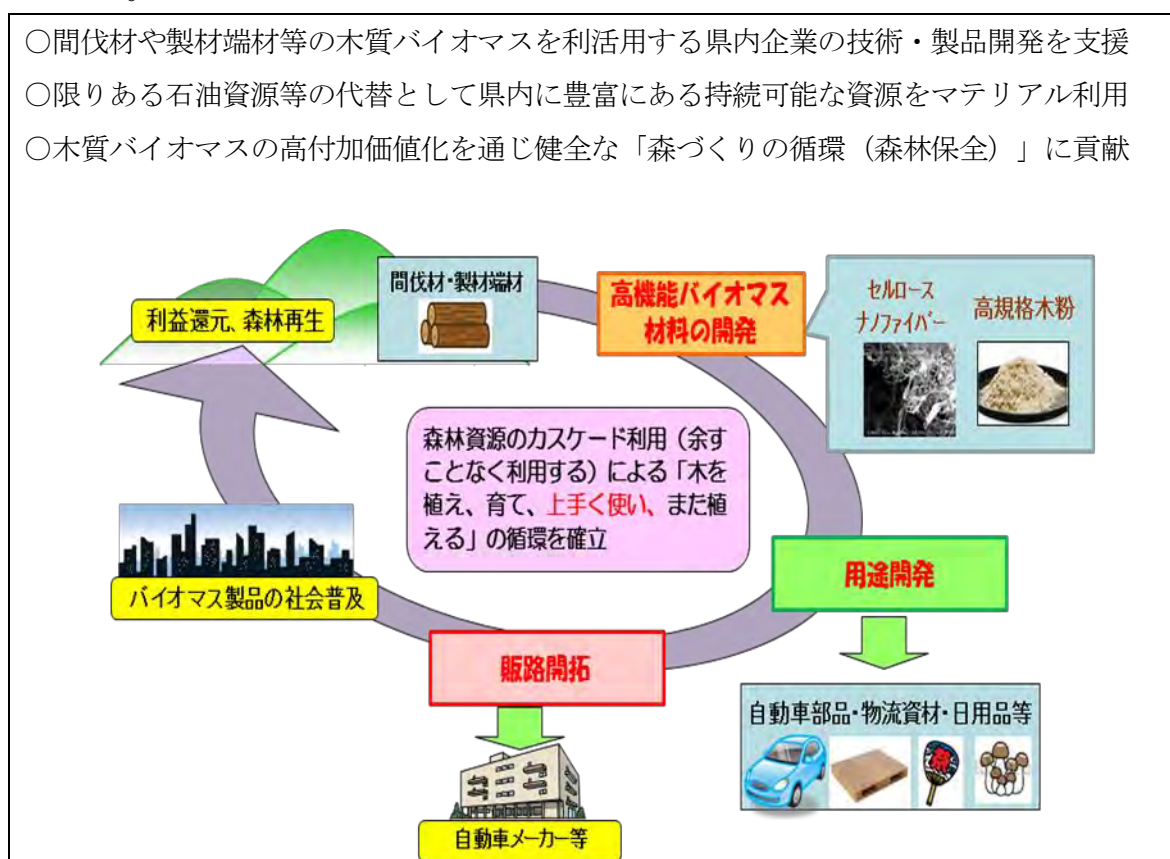 ○間伐材や製材端材等の木質バイオマスを利活用する県内企業の技術・製品開発を支援
○限りある石油資源等の代替として県内に豊富にある持続可能な資源をマテリアル利用
○木質バイオマスの高付加価値化を通じ健全な「森づくりの循環（森林保全）」に貢献
利益還元、森林再生
間伐材・製材端材
高機能バイオマス
材料の開発
セルロース
ナノファイバー
高規格木粉
森林資源のカスケード利用（余す
ことなく利用する）による「木を
植え、育て、上手く使い、また植
える」の循環を確立
用途開発
バイオマス製品の社会普及
販路開拓
自動車部品・物流資材・日用品等
自動車メーカー等